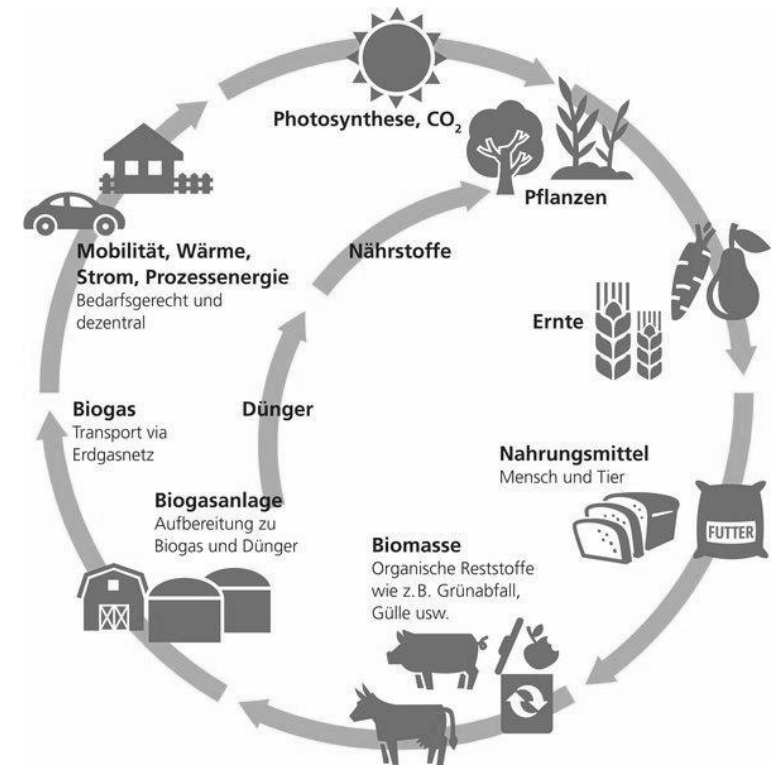 Photosynthese, CO₂
Pflanzen
Ernte
Nahrungsmittel
Mensch und Tier
FUTTER
Biomasse
Organische Reststoffe
wie z. B. Grünabfall,
Gülle usw.
Biogasanlage
Aufbereitung zu
Biogas und Dünger
Dünger
Nährstoffe
Biogas
Transport via
Erdgasnetz
Mobilität, Wärme,
Strom, Prozessenergie
Bedarfsgerecht und
dezentral